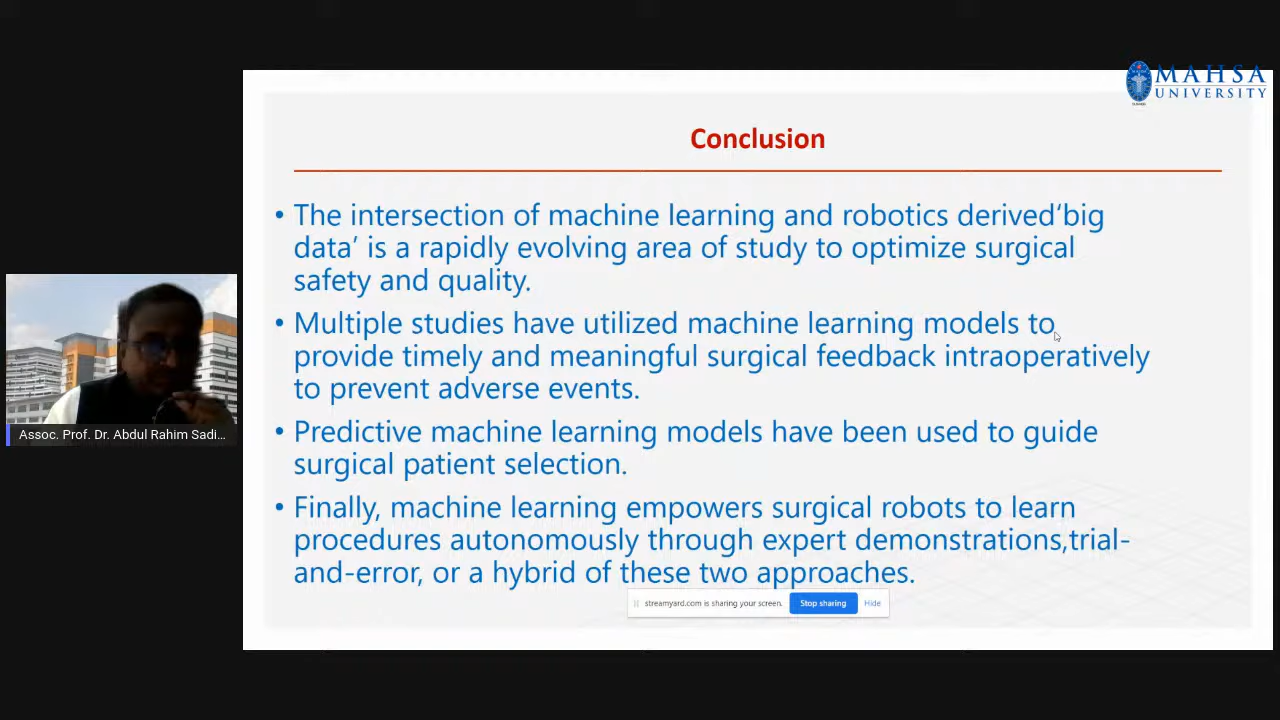 MAHSA
UNIVERSITY
Conclusion
• The intersection of machine learning and robotics derived‘big
data’ is a rapidly evolving area of study to optimize surgical
safety and quality.
• Multiple studies have utilized machine learning models to
provide timely and meaningful surgical feedback intraoperatively
to prevent adverse events.
• Predictive machine learning models have been used to guide
surgical patient selection.
• Finally, machine learning empowers surgical robots to learn
procedures autonomously through expert demonstrations,trial-
and-error, or a hybrid of these two approaches.
streamyard.com is sharing your screen. Stop sharing Hide
Assoc. Prof. Dr. Abdul Rahim Sadi...